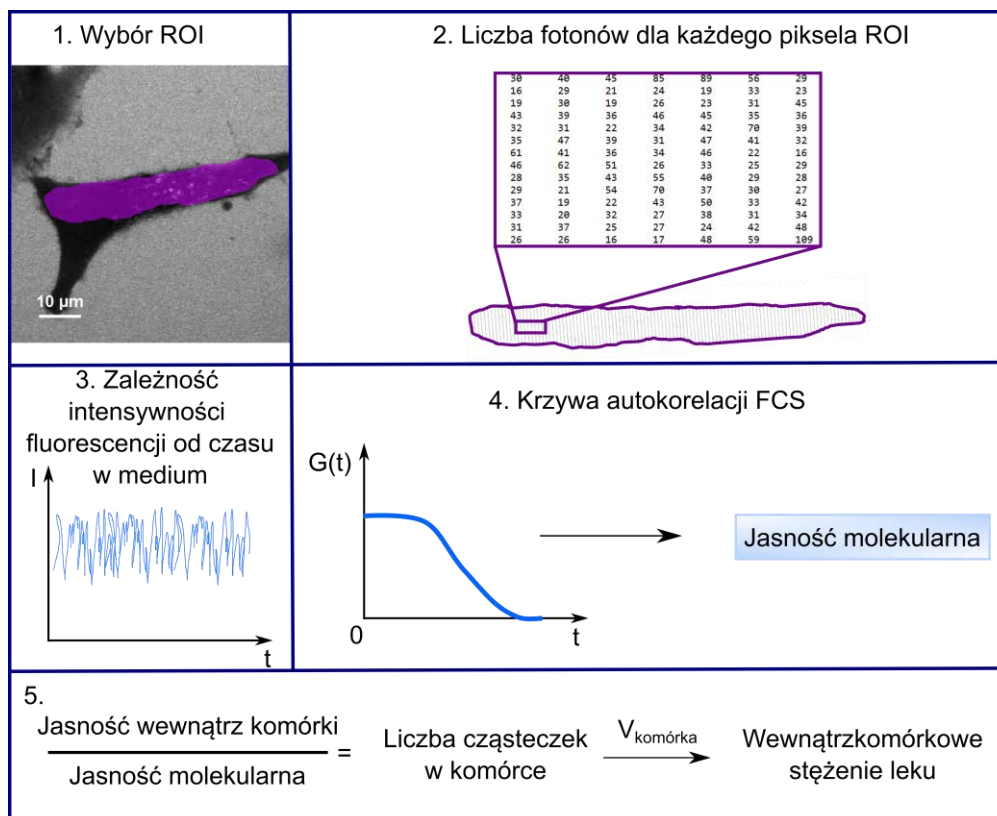 1. Wybór ROI
10 µm
2. Liczba fotonów dla każdego piksela ROI
30 40 45 85 89 56 29
16 29 21 24 19 33 23
19 30 19 26 23 31 45
43 39 36 46 45 35 36
32 31 22 34 42 70 39
35 47 39 31 47 41 32
61 41 36 34 46 22 16
46 62 51 26 33 25 29
28 35 43 55 40 29 28
29 21 54 70 37 30 27
37 19 22 43 50 33 42
33 20 32 27 38 31 34
31 37 25 27 24 42 48
26 26 16 17 48 59 109
3. Zależność
intensywności
fluorescencji od czasu
w medium
I
t
4. Krzywa autokorelacji FCS
G(t)
0
t
Jasność molekularna
5.
Jasność wewnątrz komórki
Jasność molekularna
=
Liczba cząsteczek
w komórce
Vkomórka
Wewnątrzkomórkowe
stężenie leku